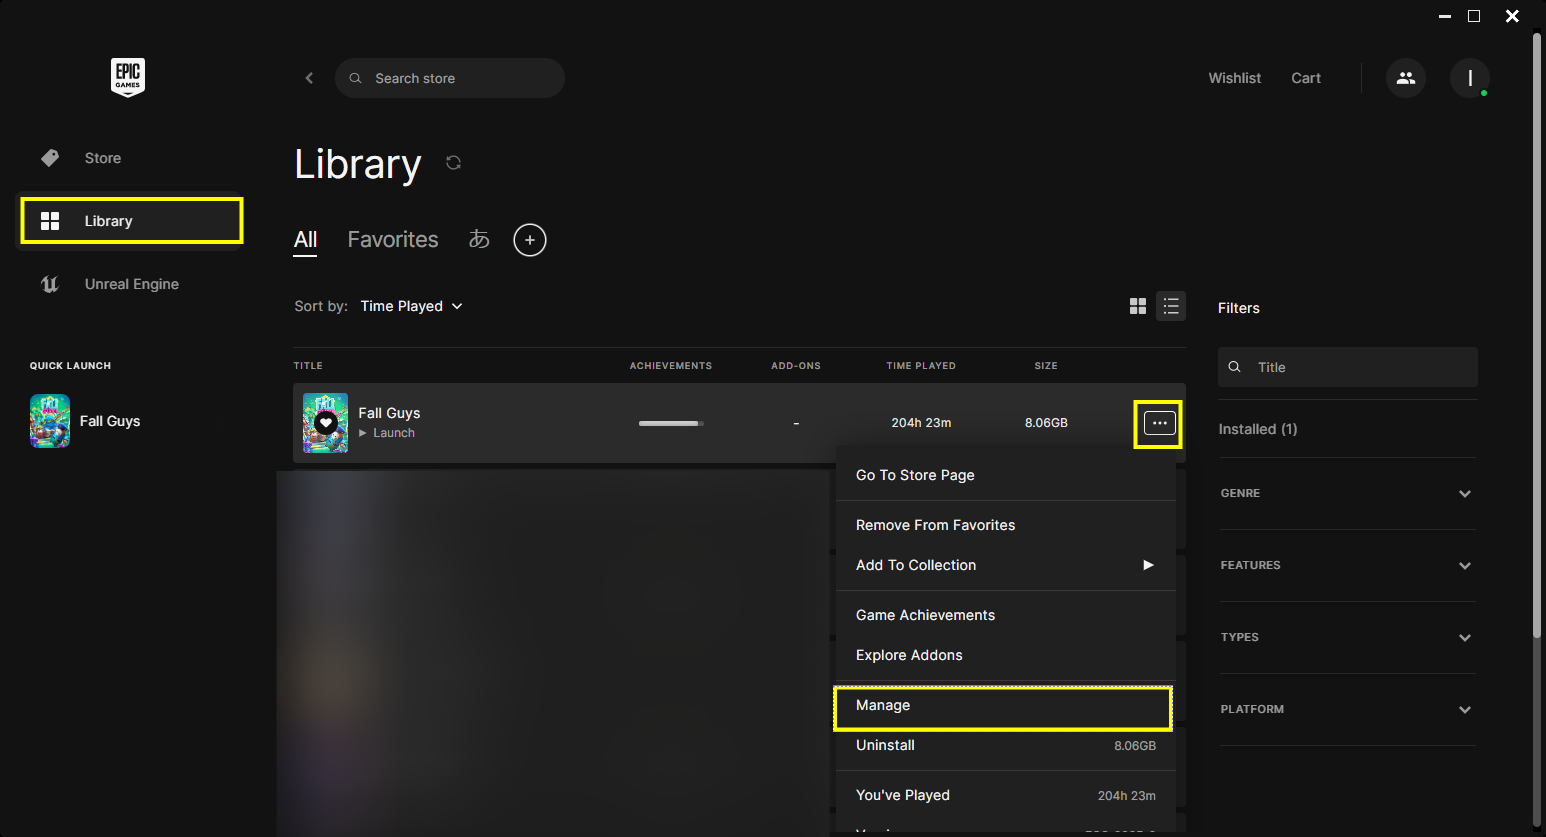 EPIC
GAMES
Search store
Wishlist
Cart
I
Store
Library
Unreal Engine
QUICK LAUNCH
Fall Guys
Library
All Favorites あ +
Sort by: Time Played
TITLE ACHIEVEMENTS ADD-ONS TIME PLAYED SIZE
Fall Guys
Launch
- 204h 23m 8.06GB
Go To Store Page
Remove From Favorites
Add To Collection
Game Achievements
Explore Addons
Manage
Uninstall 8.06GB
You've Played 204h 23m
Filters
Title
Installed (1)
GENRE
FEATURES
TYPES
PLATFORM